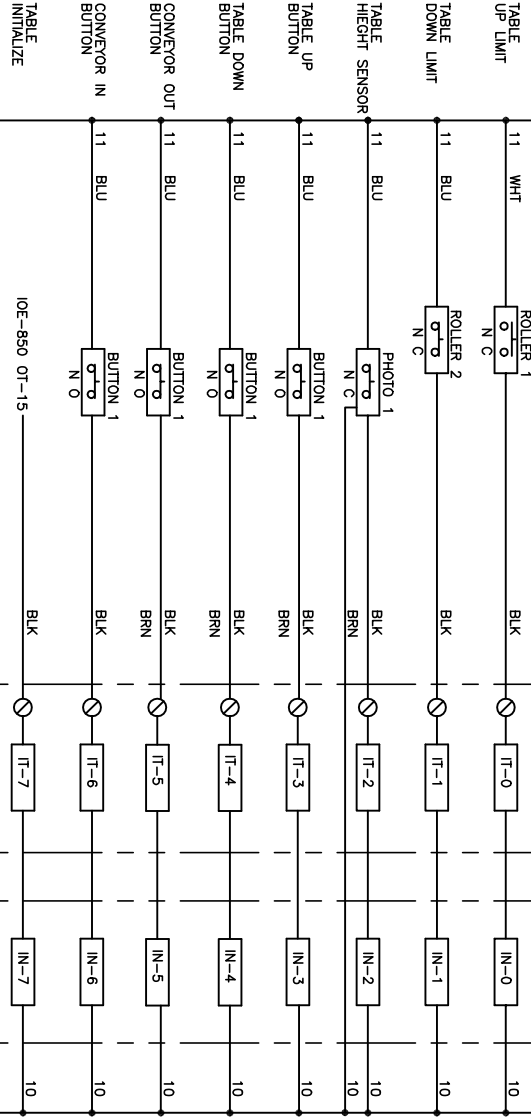 TABLE
UP LIMIT
11
WHT
ROLLER 1
N C
BLK
IT-0
IN-0
10
TABLE
DOWN LIMIT
11
BLU
ROLLER 2
N C
BLK
IT-1
IN-1
10
TABLE
HIEGHT SENSOR
11
BLU
PHOTO 1
N C
BLK
BRN
IT-2
IN-2
10
10
TABLE UP
BUTTON
11
BLU
BUTTON 1
N O
BLK
BRN
IT-3
IN-3
10
TABLE DOWN
BUTTON
11
BLU
BUTTON 1
N O
BLK
BRN
IT-4
IN-4
10
CONVEYOR OUT
BUTTON
11
BLU
BUTTON 1
N O
BLK
BRN
IT-5
IN-5
10
CONVEYOR IN
BUTTON
11
BLU
BUTTON 1
N O
BLK
IT-6
IN-6
10
TABLE
INITIALIZE
IOE-850 OT-15
BLK
IT-7
IN-7
10